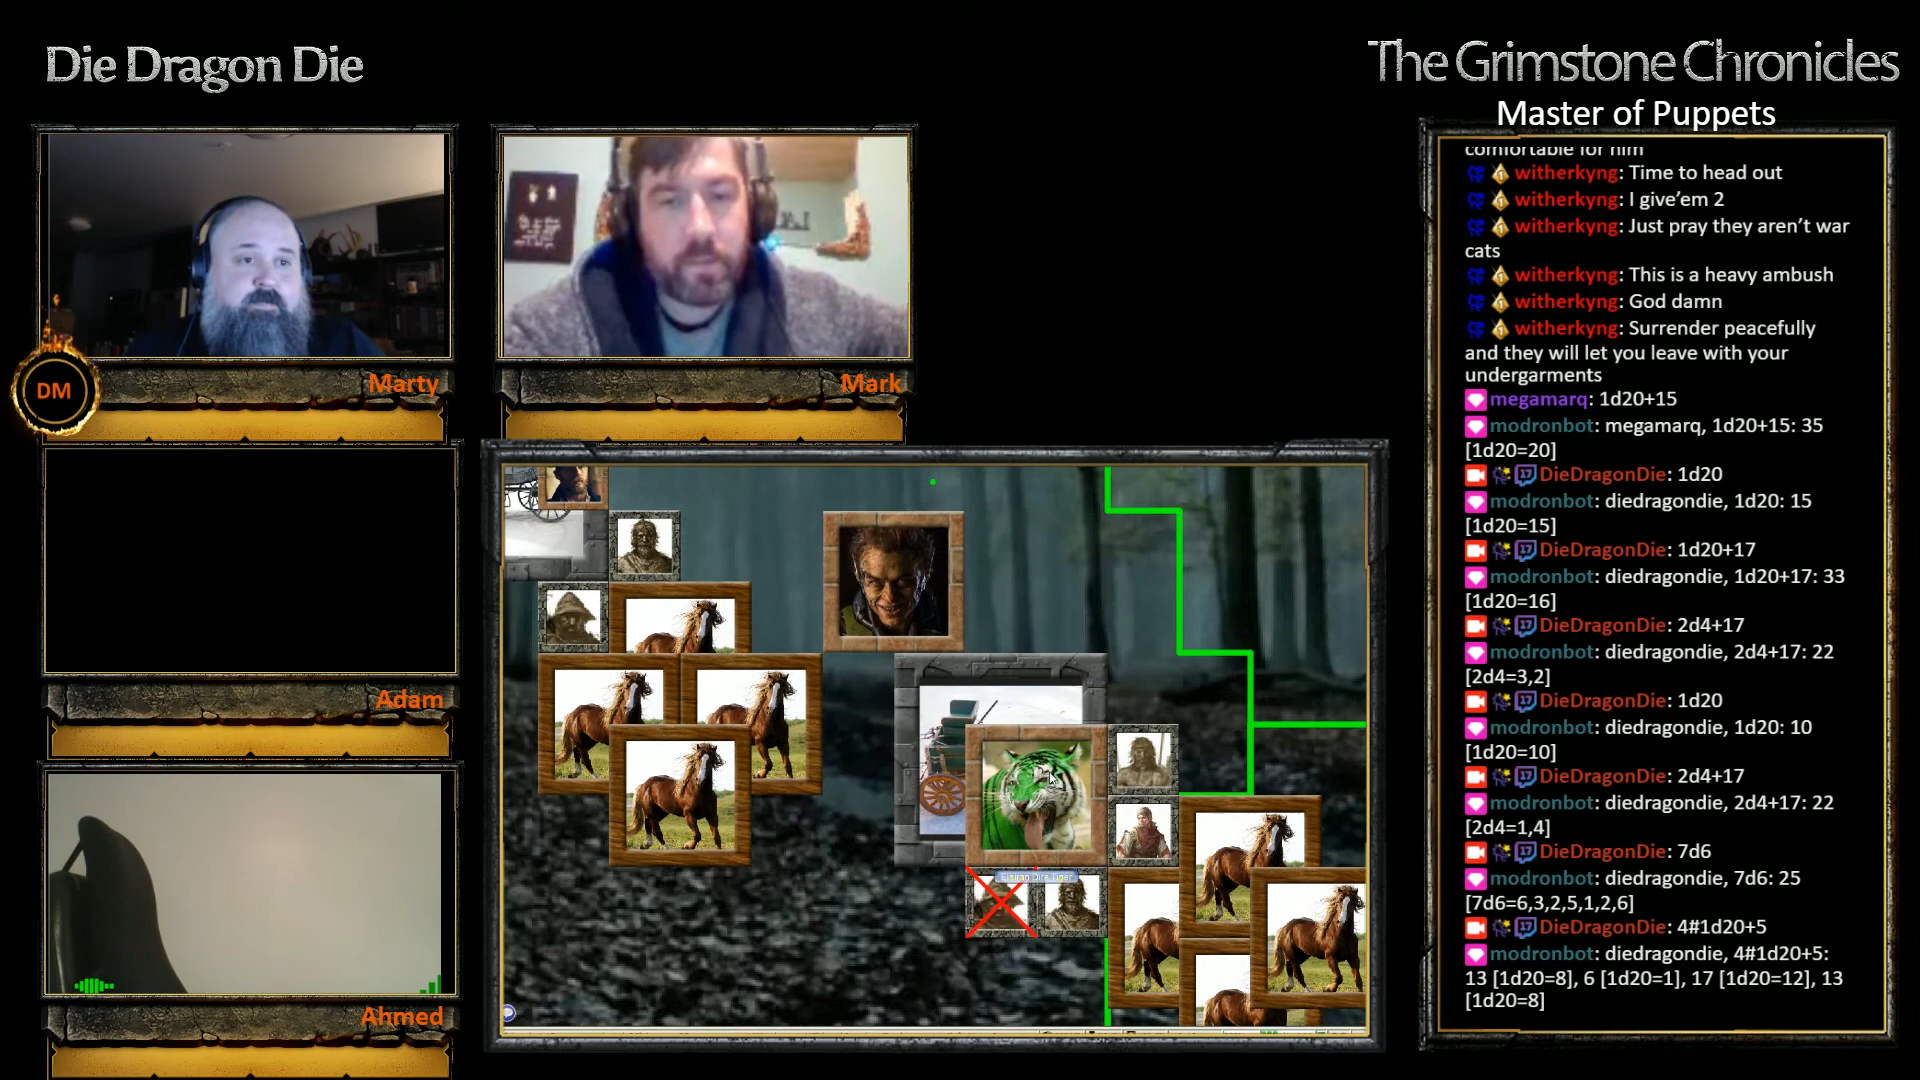 Die Dragon Die
The Grimstone Chronicles
Master of Puppets
comfortable for him
witherkyng: Time to head out
witherkyng: I give’em 2
witherkyng: Just pray they aren’t war
cats
witherkyng: This is a heavy ambush
witherkyng: God damn
witherkyng: Surrender peacefully
and they will let you leave with your
undergarments
megamarq: 1d20+15
modronbot: megamarq, 1d20+15: 35
[1d20=20]
DieDragonDie: 1d20
modronbot: diedragondie, 1d20: 15
[1d20=15]
DieDragonDie: 1d20+17
modronbot: diedragondie, 1d20+17: 33
[1d20=16]
DieDragonDie: 2d4+17
modronbot: diedragondie, 2d4+17: 22
[2d4=3,2]
DieDragonDie: 1d20
modronbot: diedragondie, 1d20: 10
[1d20=10]
DieDragonDie: 2d4+17
modronbot: diedragondie, 2d4+17: 22
[2d4=1,4]
DieDragonDie: 7d6
modronbot: diedragondie, 7d6: 25
[7d6=6,3,2,5,1,2,6]
DieDragonDie: 4#1d20+5
modronbot: diedragondie, 4#1d20+5:
13 [1d20=8], 6 [1d20=1], 17 [1d20=12], 13
[1d20=8]
DM
Marty
Mark
Adam
Ahmed
Dire Tiger